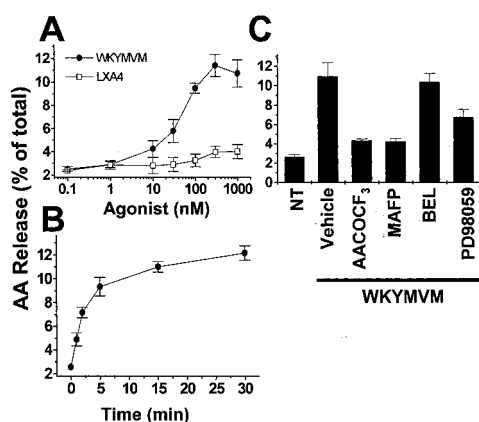 A
WKYMVM
LXA4
12
10
8
6
4
2
0.1 1 10 100 1000
Agonist (nM)
AA Release (% of total)
B
12
10
8
6
4
2
0 5 10 15 20 25 30
Time (min)
C
12
10
8
6
4
2
0
NT
Vehicle
AACOCF3
MAFP
BEL
PD98059
WKYMVM